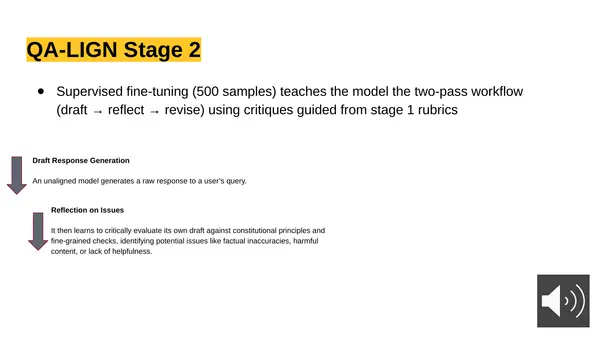 QA-LIGN Stage 2
● Supervised fine-tuning (500 samples) teaches the model the two-pass workflow
(draft → reflect → revise) using critiques guided from stage 1 rubrics
Draft Response Generation
An unaligned model generates a raw response to a user’s query.
Reflection on Issues
It then learns to critically evaluate its own draft against constitutional principles and
fine-grained checks, identifying potential issues like factual inaccuracies, harmful
content, or lack of helpfulness.